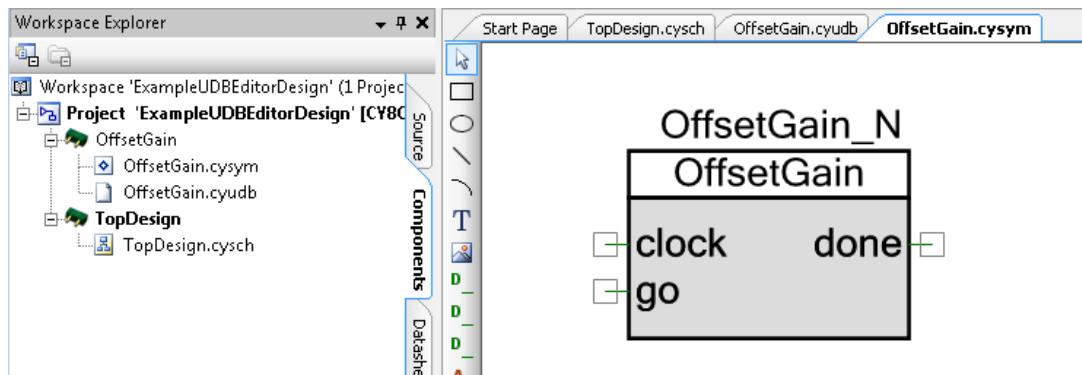 Workspace Explorer
Workspace 'ExampleUDBEditorDesign' (1 Projec
Project 'ExampleUDBEditorDesign' [CY8C
OffsetGain
OffsetGain.cysym
OffsetGain.cyudb
TopDesign
TopDesign.cysch
Source
Components
Datashe
Start Page
TopDesign.cysch
OffsetGain.cyudb
OffsetGain.cysym
T
D
D
D
OffsetGain_N
OffsetGain
clock done
go